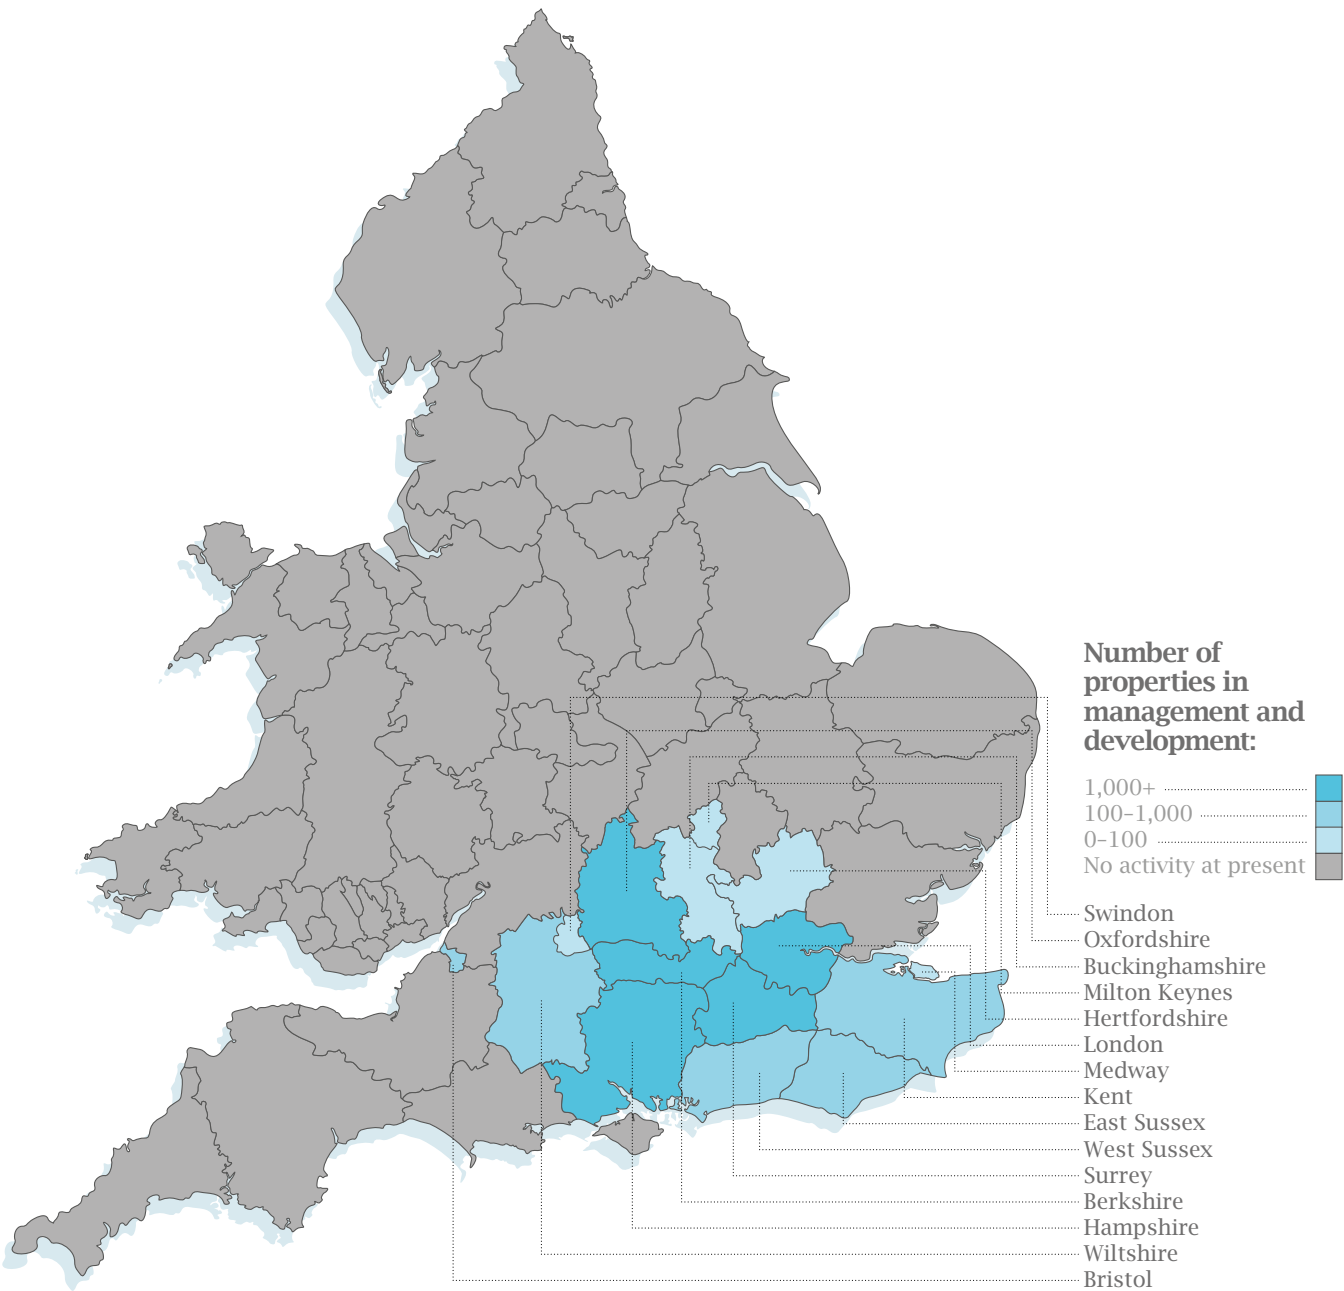 Number of
properties in
management and
development:
1,000+
100–1,000
0–100
No activity at present
Swindon
Oxfordshire
Buckinghamshire
Milton Keynes
Hertfordshire
London
Medway
Kent
East Sussex
West Sussex
Surrey
Berkshire
Hampshire
Wiltshire
Bristol